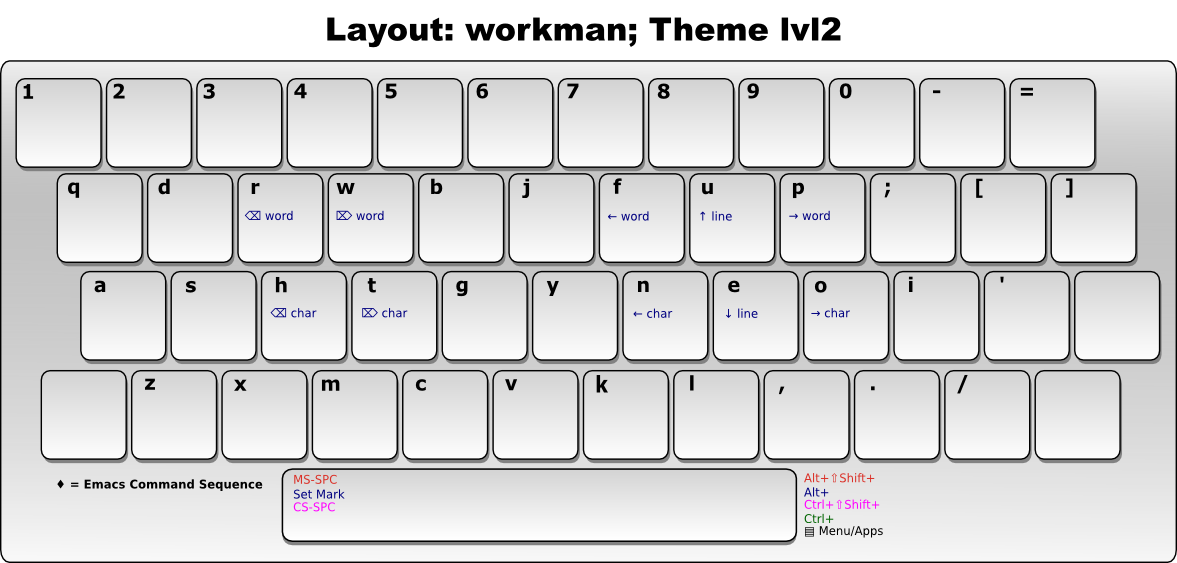 Layout: workman; Theme lvl2
1 2 3 4 5 6 7 8 9 0 - =
q d r w b j f u p ; [ ]
⌫ word ⌦ word ← word ↑ line → word
a s h t g y n e o i '
⌫ char ⌦ char ← char ↓ line → char
z x m c v k l , . /
♦ = Emacs Command Sequence
MS-SPC
Set Mark
CS-SPC
Alt+⇧Shift+
Alt+
Ctrl+⇧Shift+
Ctrl+
▤ Menu/Apps